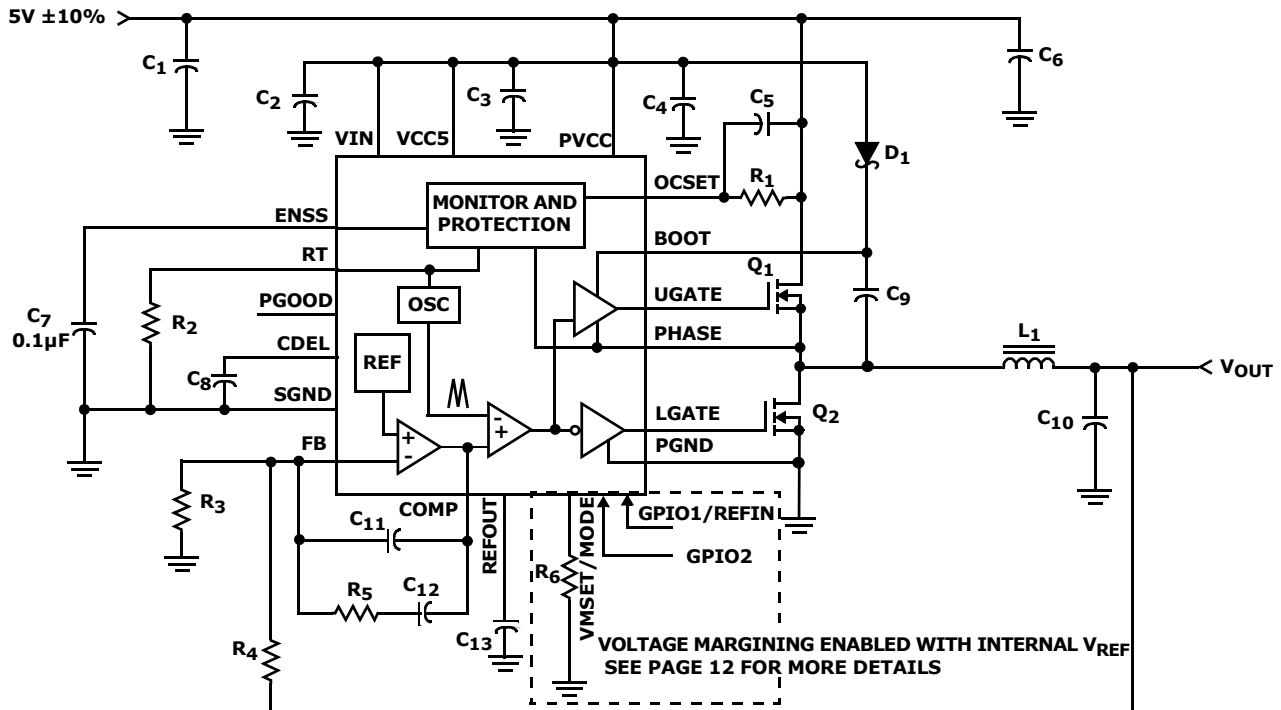 5V ±10%
C1
C2
C3
C4
C5
C6
VIN
VCC5
PVCC
D1
OCSET
R1
MONITOR AND
PROTECTION
ENSS
RT
BOOT
Q1
C9
OSC
UGATE
PGOOD
C7
0.1µF
R2
PHASE
L1
CDEL
REF
VOUT
C8
SGND
LGATE
Q2
C10
PGND
FB
+
-
-
+
R3
COMP
C11
REFOUT
VMSET/MODE
GPIO1/REFIN
GPIO2
R6
R5
C12
C13
R4
VOLTAGE MARGINING ENABLED WITH INTERNAL VREF
SEE PAGE 12 FOR MORE DETAILS